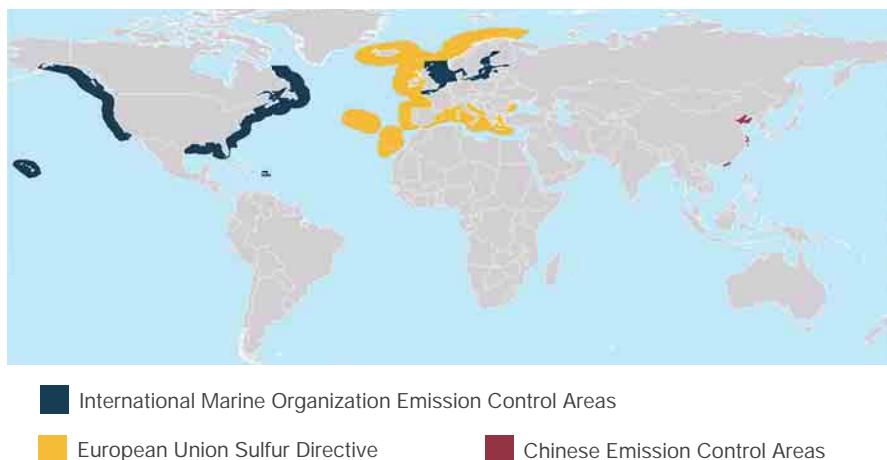 International Marine Organization Emission Control Areas
European Union Sulfur Directive
Chinese Emission Control Areas